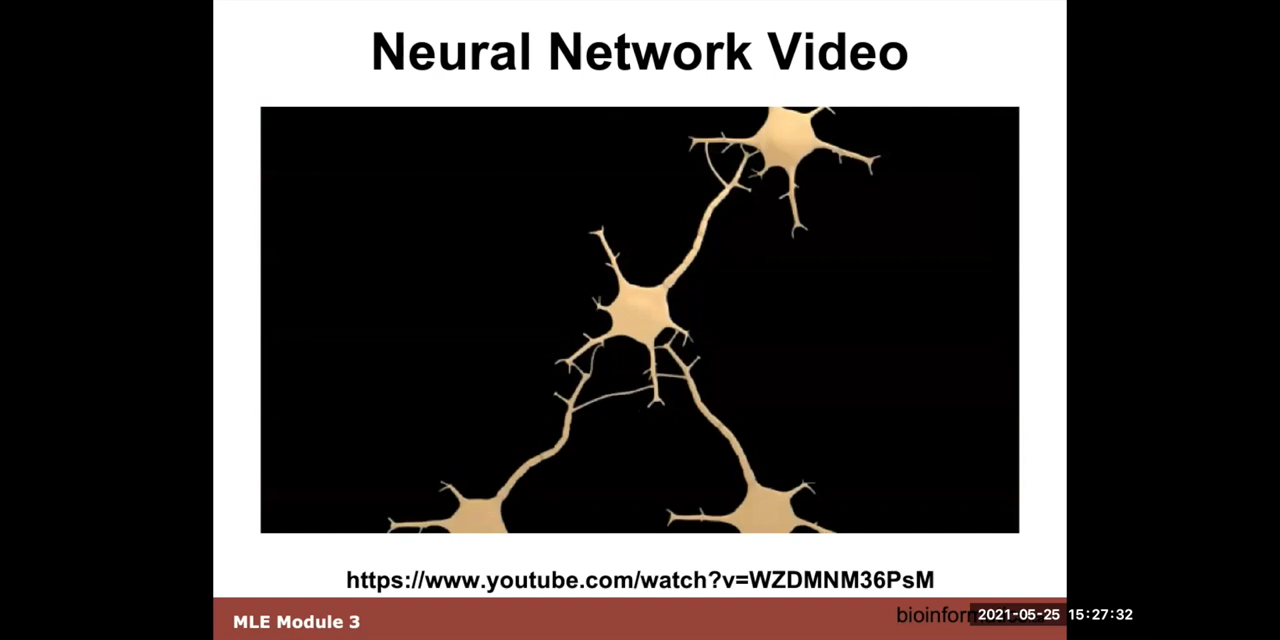 Neural Network Video
https://www.youtube.com/watch?v=WZDMNM36PsM
MLE Module 3
2021-05-25 15:27:32